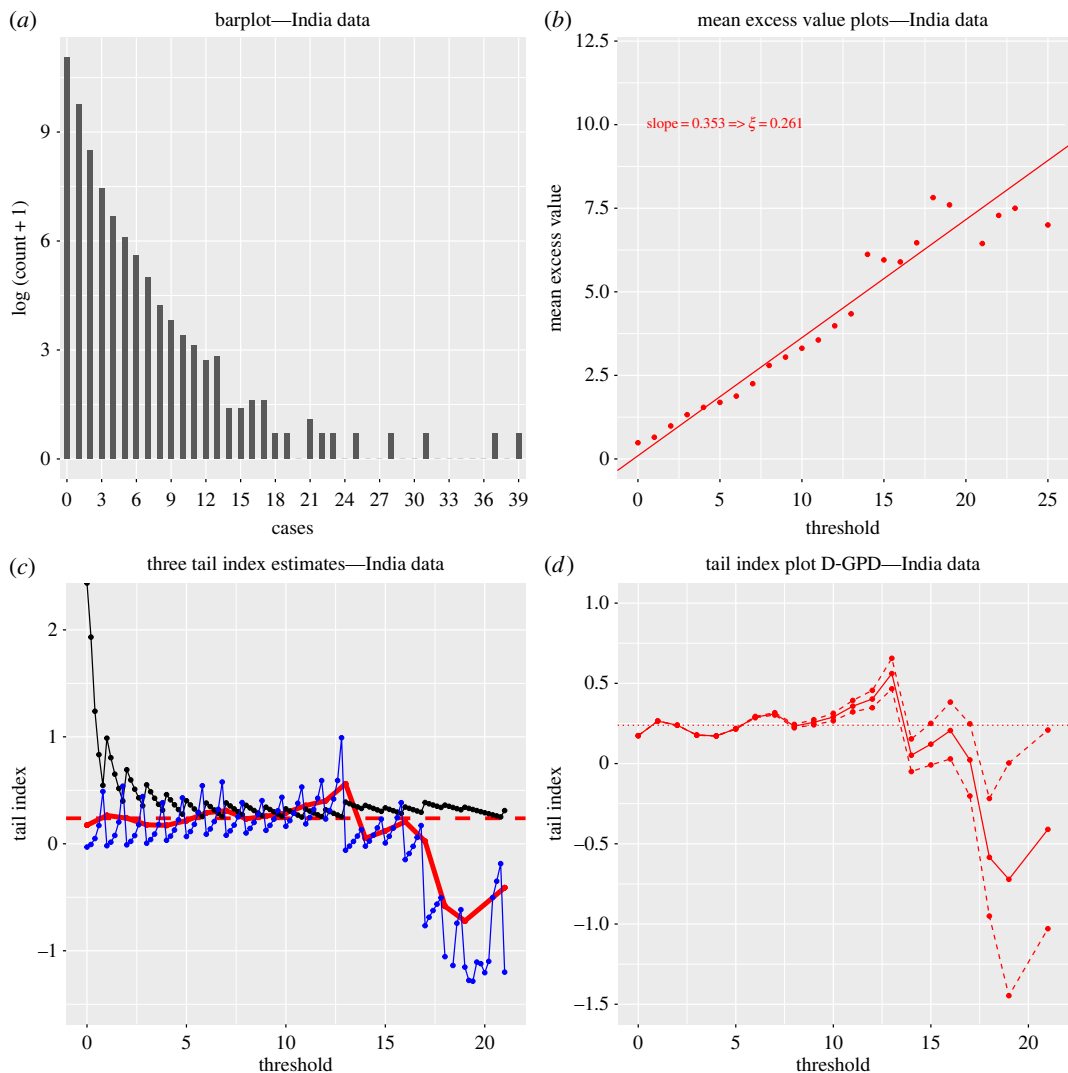 (a)
barplot—India data
log (count + 1)
9
6
3
0
0 3 6 9 12 13 15 18 21 24 27 30 33 36 39
cases
(b)
mean excess value plots—India data
slope = 0.353 => ξ = 0.261
mean excess value
12.5
10.0
7.5
5.0
2.5
0
0 5 10 15 20 25
threshold
(c)
three tail index estimates—India data
tail index
2
1
0
–1
0 5 10 15 20
threshold
(d)
tail index plot D-GPD—India data
tail index
1.0
0.5
0
–0.5
–1.0
–1.5
0 5 10 15 20
threshold